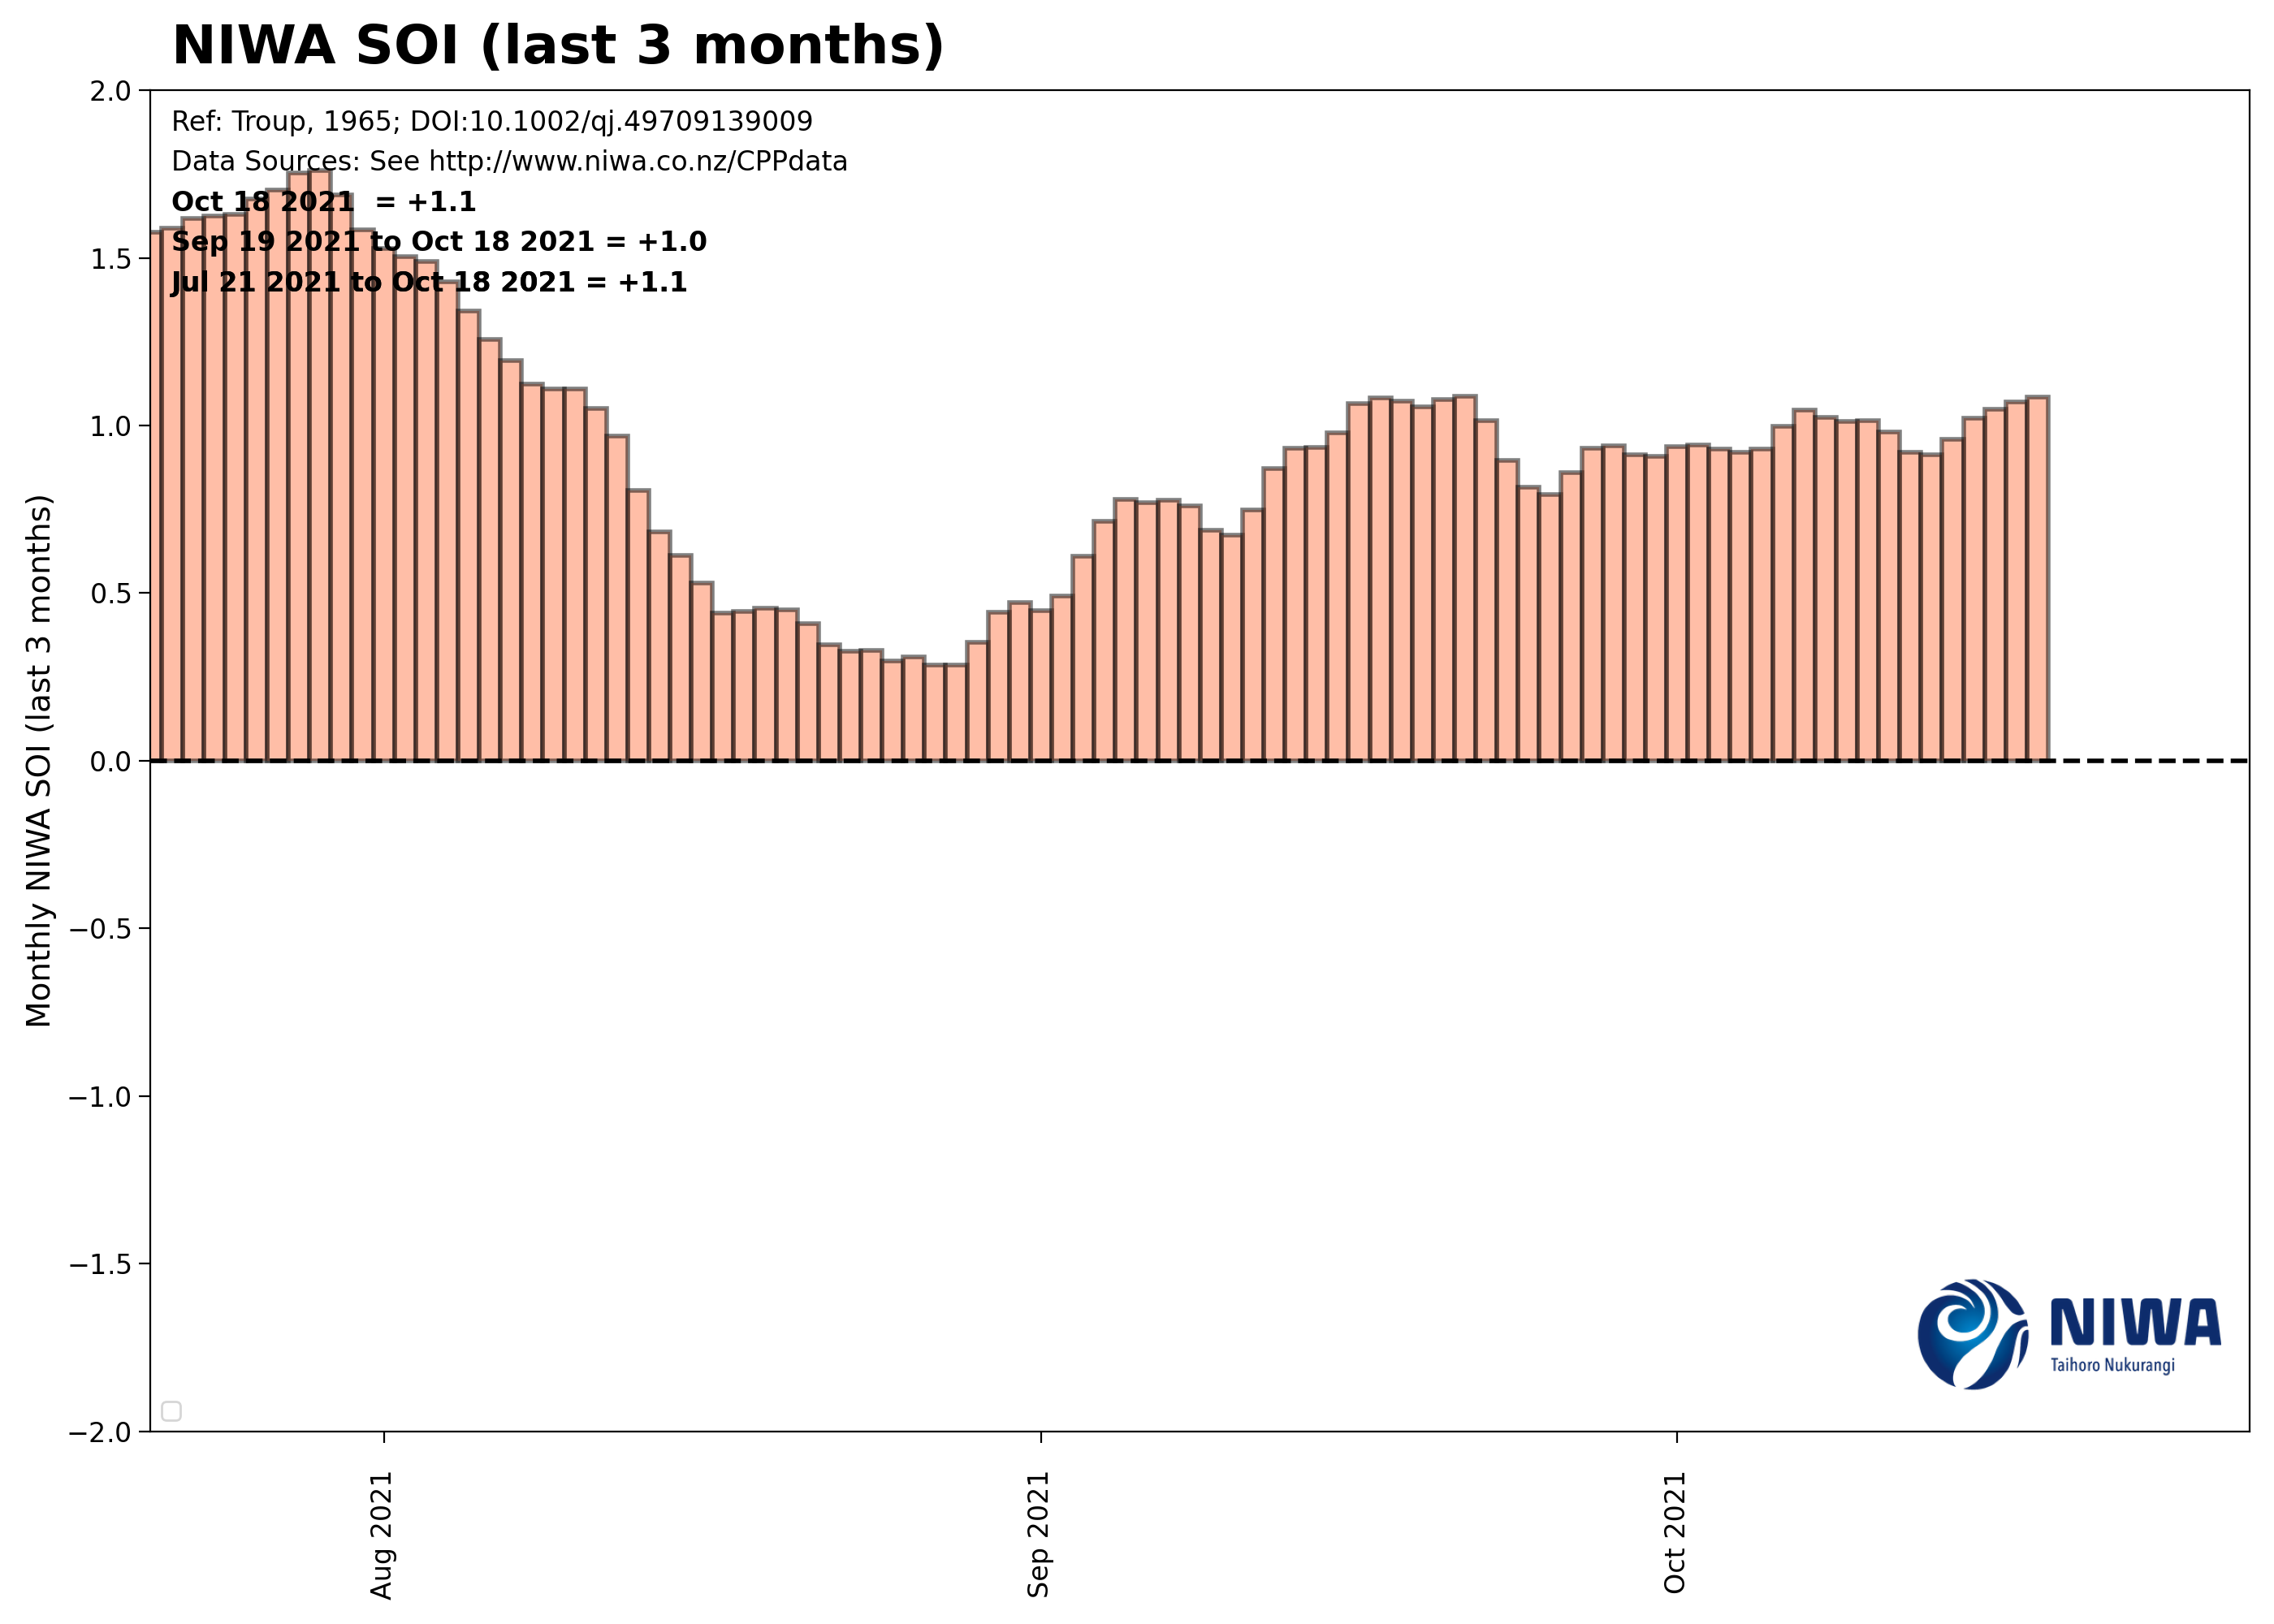 NIWA SOI (last 3 months)
Ref: Troup, 1965; DOI:10.1002/qj.49709139009
Data Sources: See http://www.niwa.co.nz/CPPdata
Oct 18 2021  = +1.1
Sep 19 2021 to Oct 18 2021 = +1.0
Jul 21 2021 to Oct 18 2021 = +1.1
Monthly NIWA SOI (last 3 months)
2.0
1.5
1.0
0.5
0.0
−0.5
−1.0
−1.5
−2.0
NIWA
Taihoro Nukurangi
Aug 2021
Sep 2021
Oct 2021